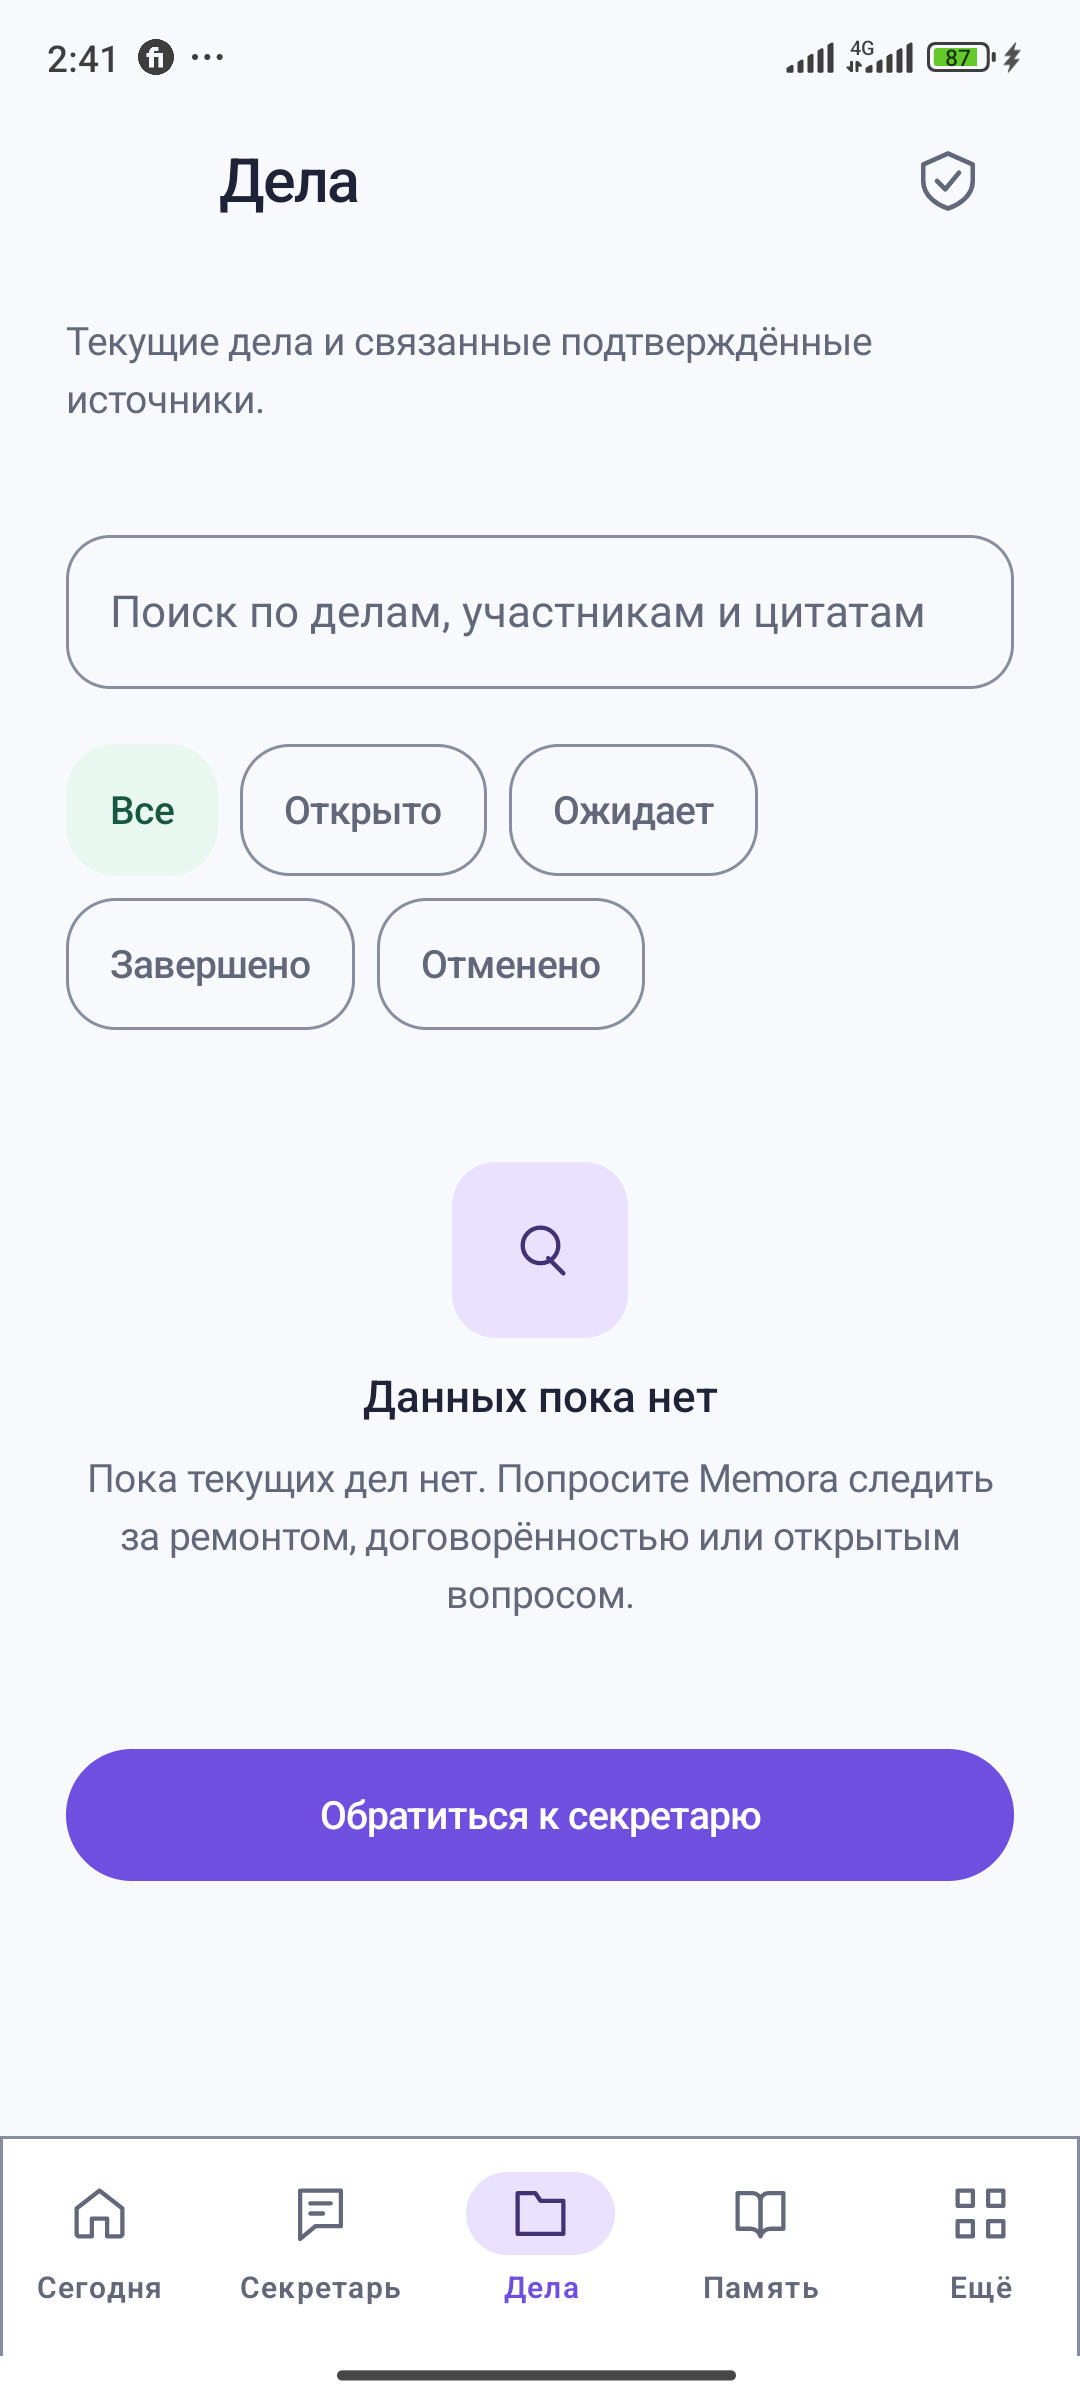 2:41 fi ...
4G
87
Дела
Текущие дела и связанные подтверждённые
источники.
Поиск по делам, участникам и цитатам
Все
Открыто
Ожидает
Завершено
Отменено
Данных пока нет
Пока текущих дел нет. Попросите Memora следить
за ремонтом, договорённостью или открытым
вопросом.
Обратиться к секретарю
Сегодня
Секретарь
Дела
Память
Ещё